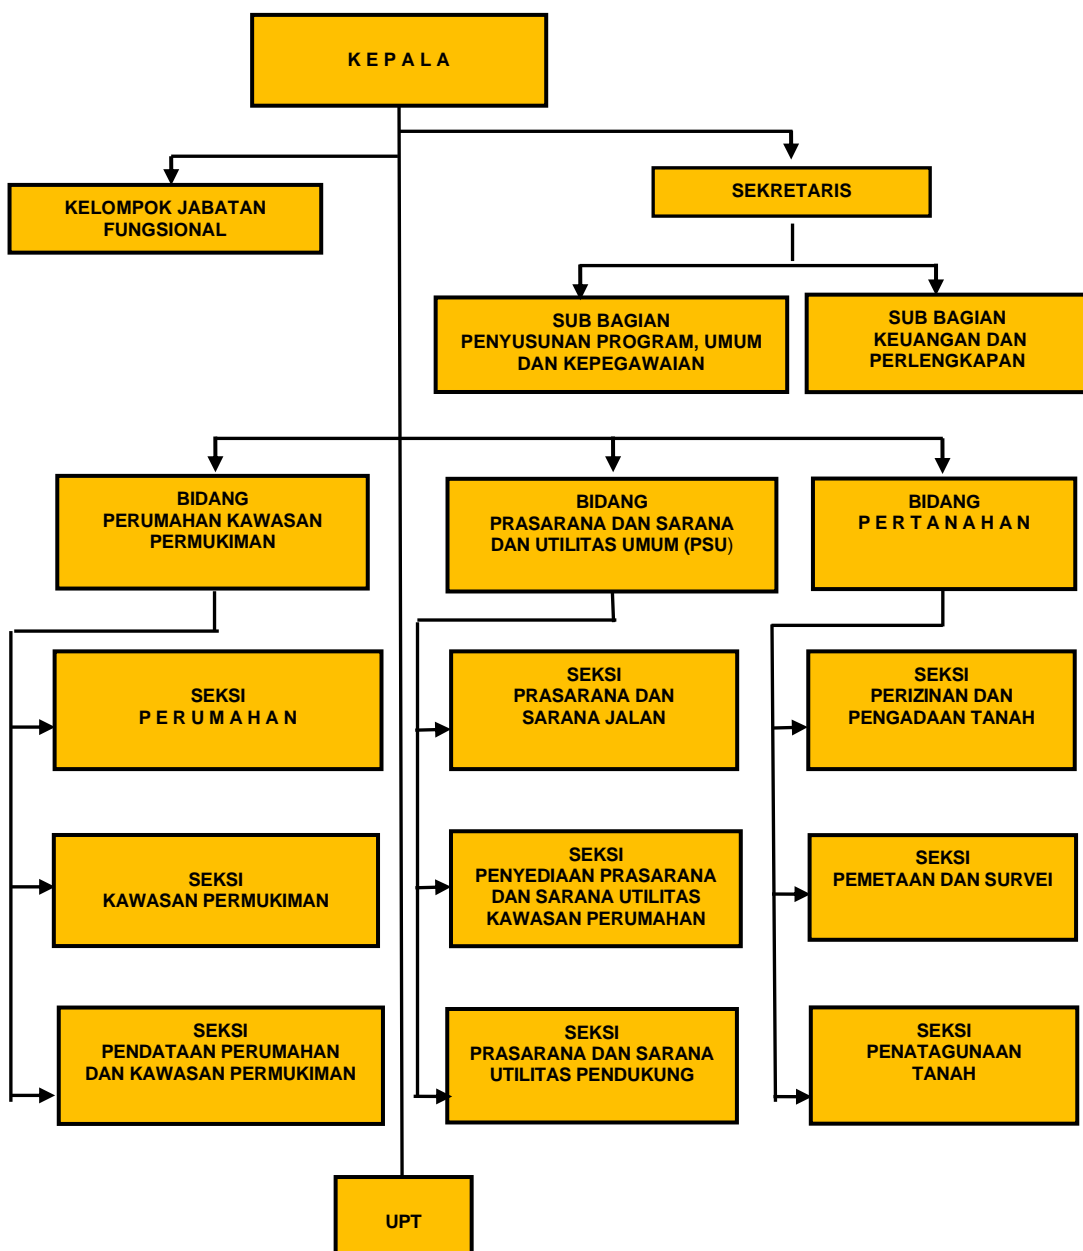 K E P A L A
KELOMPOK JABATAN
FUNGSIONAL
SEKRETARIS
SUB BAGIAN
PENYUSUNAN PROGRAM, UMUM
DAN KEPEGAWAIAN
SUB BAGIAN
KEUANGAN DAN
PERLENGKAPAN
BIDANG
PERUMAHAN KAWASAN
PERMUKIMAN
BIDANG
PRASARANA DAN SARANA
DAN UTILITAS UMUM (PSU)
BIDANG
P E R T A N A H A N
SEKSI
P E R U M A H A N
SEKSI
PRASARANA DAN
SARANA JALAN
SEKSI
PERIZINAN DAN
PENGADAAN TANAH
SEKSI
KAWASAN PERMUKIMAN
SEKSI
PENYEDIAAN PRASARANA
DAN SARANA UTILITAS
KAWASAN PERUMAHAN
SEKSI
PEMETAAN DAN SURVEI
SEKSI
PENDATAAN PERUMAHAN
DAN KAWASAN PERMUKIMAN
SEKSI
PRASARANA DAN SARANA
UTILITAS PENDUKUNG
SEKSI
PENATAGUNAAN
TANAH
UPT